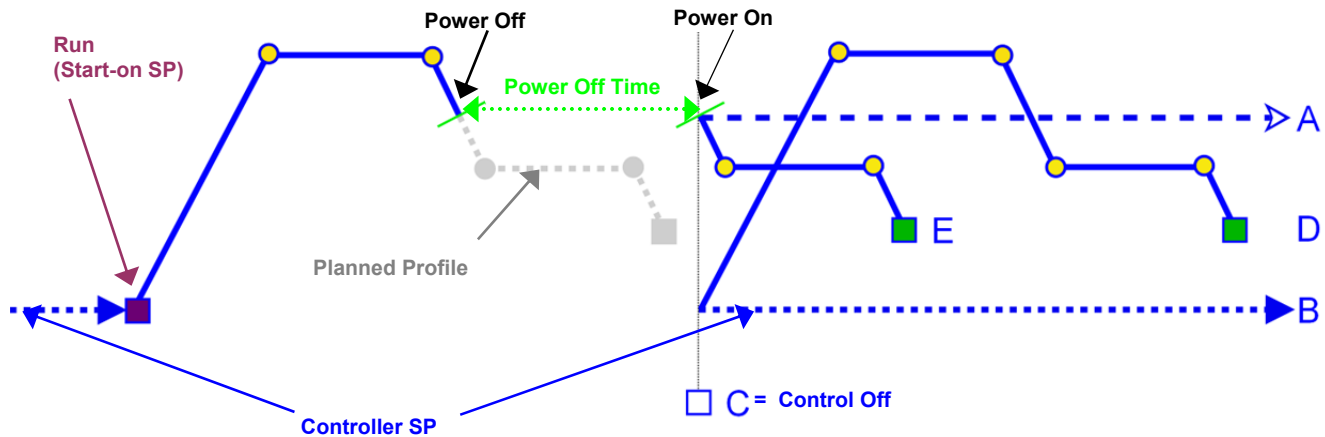 Power Off
Power On
Run
(Start-on SP)
Power Off Time
A
E
D
Planned Profile
B
C = Control Off
Controller SP